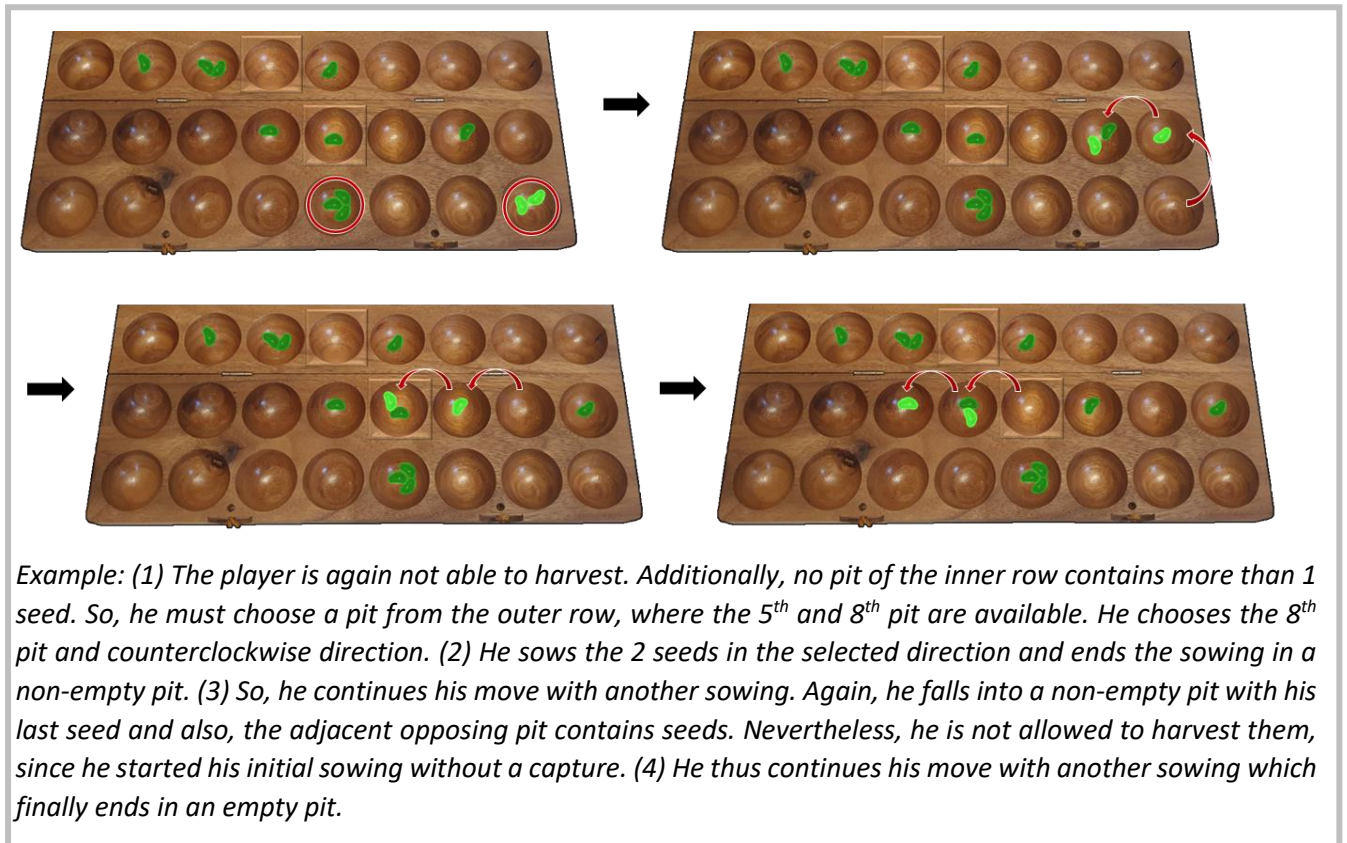 Example: (1) The player is again not able to harvest. Additionally, no pit of the inner row contains more than 1
seed. So, he must choose a pit from the outer row, where the 5th and 8th pit are available. He chooses the 8th
pit and counterclockwise direction. (2) He sows the 2 seeds in the selected direction and ends the sowing in a
non-empty pit. (3) So, he continues his move with another sowing. Again, he falls into a non-empty pit with his
last seed and also, the adjacent opposing pit contains seeds. Nevertheless, he is not allowed to harvest them,
since he started his initial sowing without a capture. (4) He thus continues his move with another sowing which
finally ends in an empty pit.